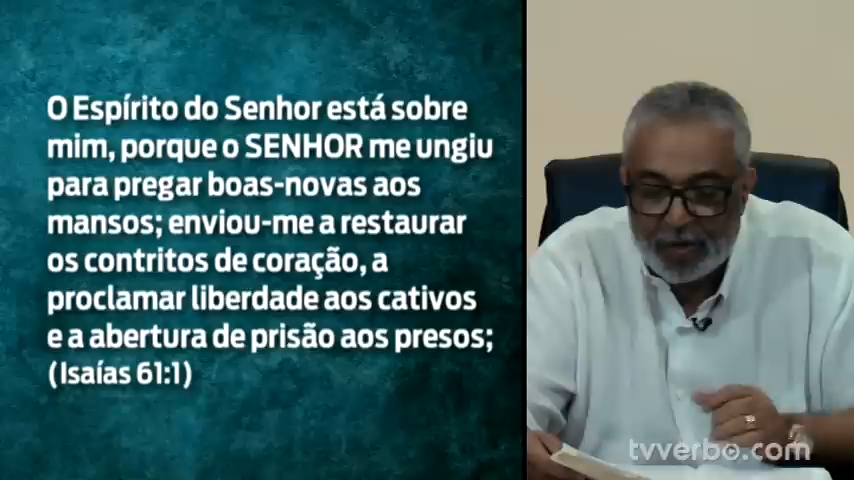 O Espírito do Senhor está sobre
mim, porque o SENHOR me ungiu
para pregar boas-novas aos
mansos; enviou-me a restaurar
os contritos de coração, a
proclamar liberdade aos cativos
e a abertura de prisão aos presos;
(Isaías 61:1)
tvverbo.com